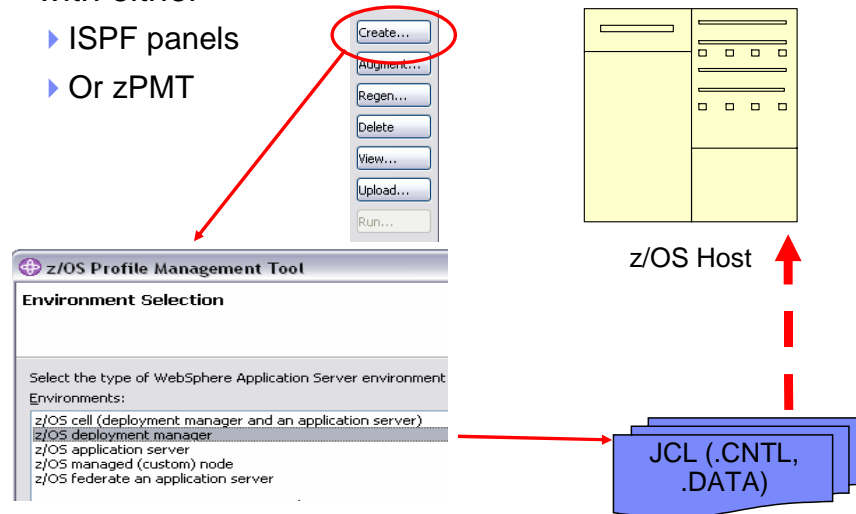 with either
ISPF panels
Or zPMT
Create...
Augment...
Regen...
Delete
View...
Upload...
Run...
z/OS Host
z/OS Profile Management Tool
Environment Selection
Select the type of WebSphere Application Server environment
Environments:
z/OS cell (deployment manager and an application server)
z/OS deployment manager
z/OS application server
z/OS managed (custom) node
z/OS federate an application server
JCL (.CNTL,
.DATA)